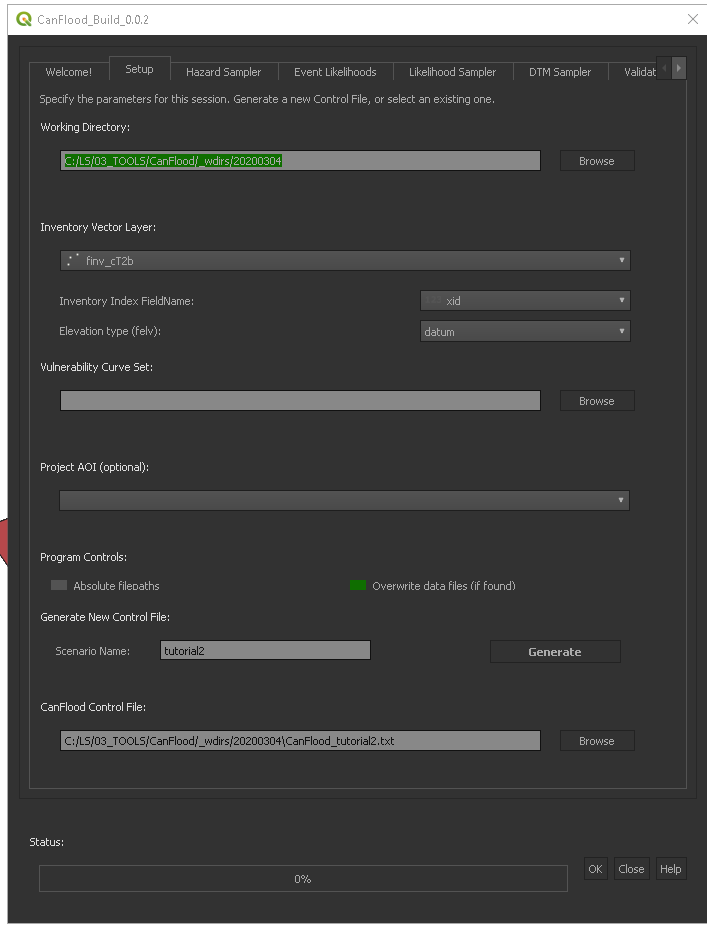 CanFlood_Build_0.0.2
Welcome! Setup Hazard Sampler Event Likelihoods Likelihood Sampler DTM Sampler Validat
Specify the parameters for this session. Generate a new Control File, or select an existing one.
Working Directory:
C:/LS/03_TOOLS/CanFlood/_wdirs/20200304 Browse
Inventory Vector Layer:
finv_cT2b
Inventory Index FieldName: 123 xid
Elevation type (felv): datum
Vulnerability Curve Set:
Browse
Project AOI (optional):
Program Controls:
Absolute filepaths Overwrite data files (if found)
Generate New Control File:
Scenario Name: tutorial2 Generate
CanFlood Control File:
C:/LS/03_TOOLS/CanFlood/_wdirs/20200304\CanFlood_tutorial2.txt Browse
Status:
0% OK Close Help